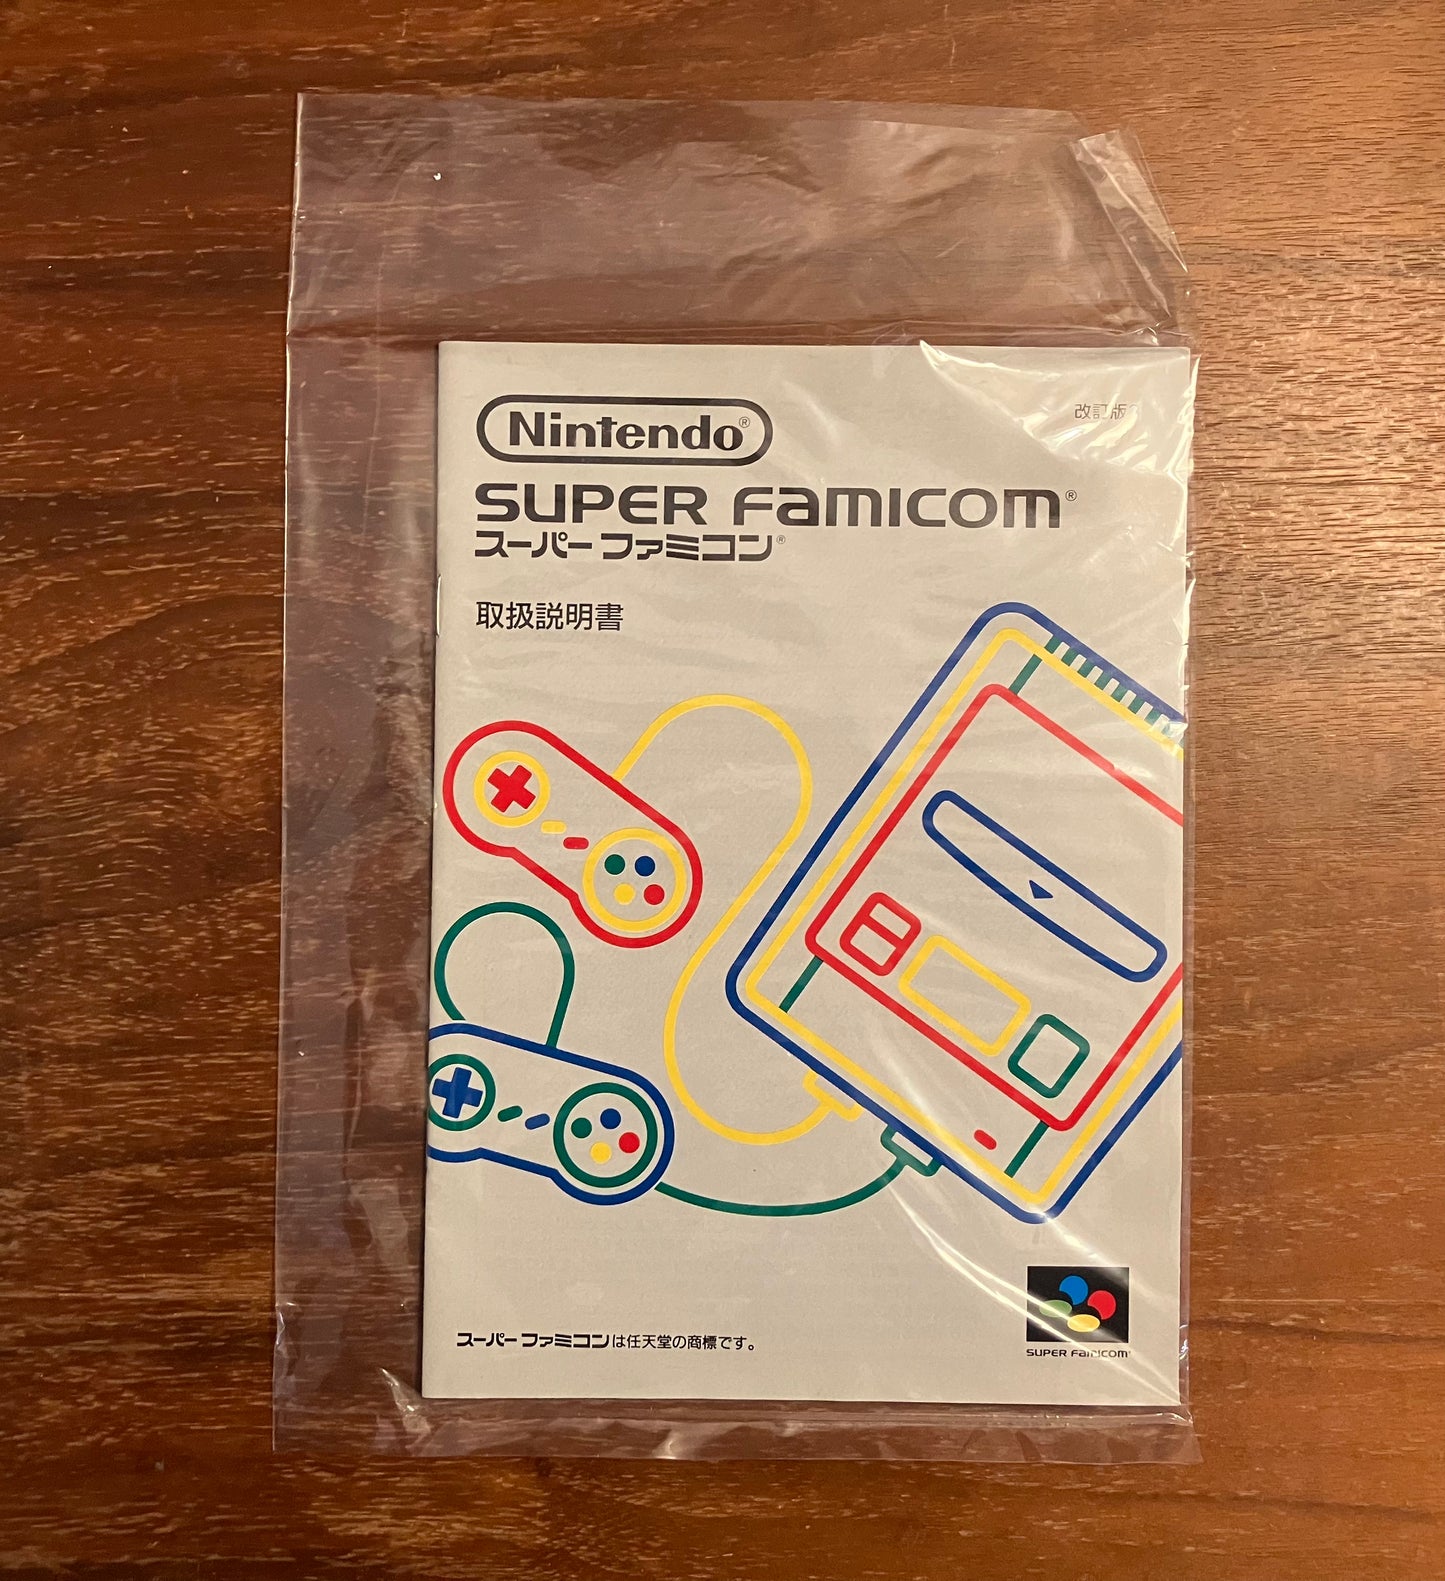 Nintendo®
改訂版
SUPER FAMICOM®
スーパーファミコン®
取扱説明書
スーパーファミコンは任天堂の商標です。
SUPER FAMICOM